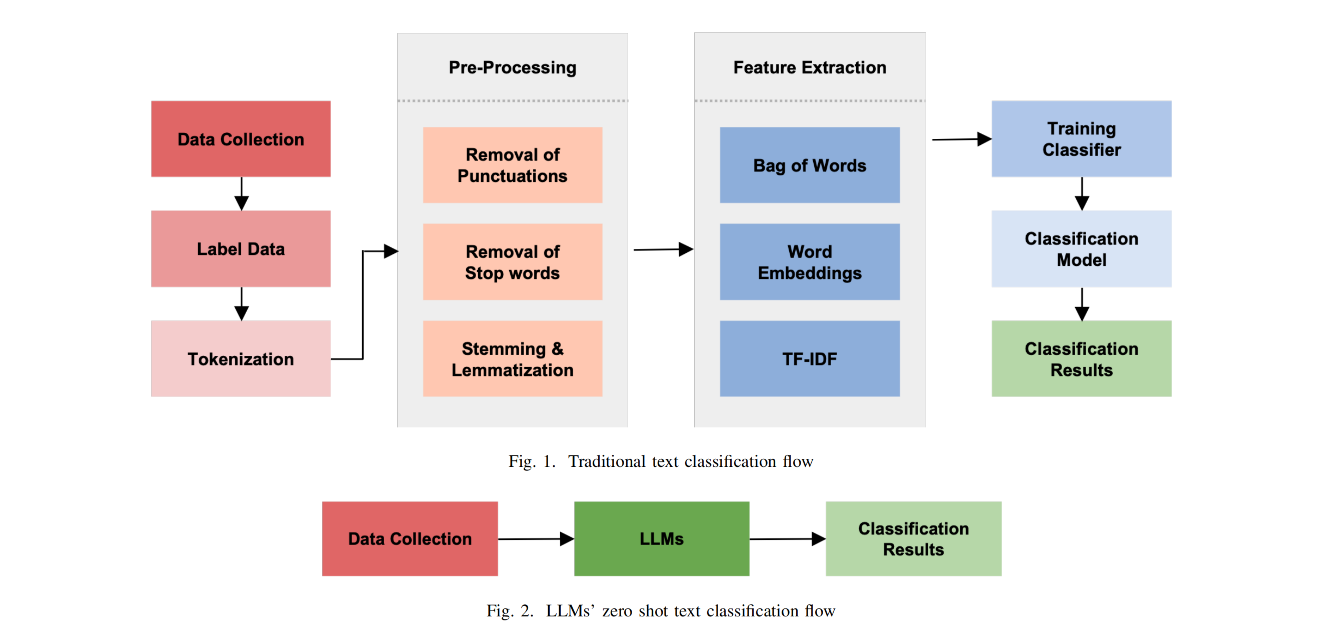 Data Collection
Label Data
Tokenization
Pre-Processing
Removal of
Punctuations
Removal of
Stop words
Stemming &
Lemmatization
Feature Extraction
Bag of Words
Word
Embeddings
TF-IDF
Training
Classifier
Classification
Model
Classification
Results
Fig. 1. Traditional text classification flow
Data Collection
LLMs
Classification
Results
Fig. 2. LLMs' zero shot text classification flow